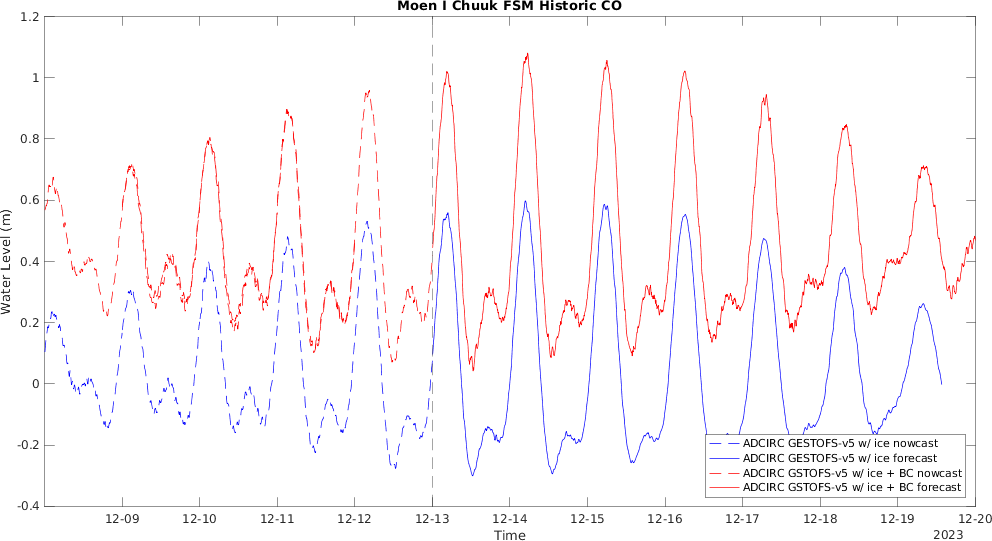 Moen I Chuuk FSM Historic CO
1.2
1
0.8
0.6
0.4
0.2
0
-0.2
-0.4
Water Level (m)
ADCIRC GESTOFS-v5 w/ ice nowcast
ADCIRC GESTOFS-v5 w/ ice forecast
ADCIRC GSTOFS-v5 w/ ice + BC nowcast
ADCIRC GSTOFS-v5 w/ ice + BC forecast
12-09 12-10 12-11 12-12 12-13 12-14 12-15 12-16 12-17 12-18 12-19 12-20
Time
2023